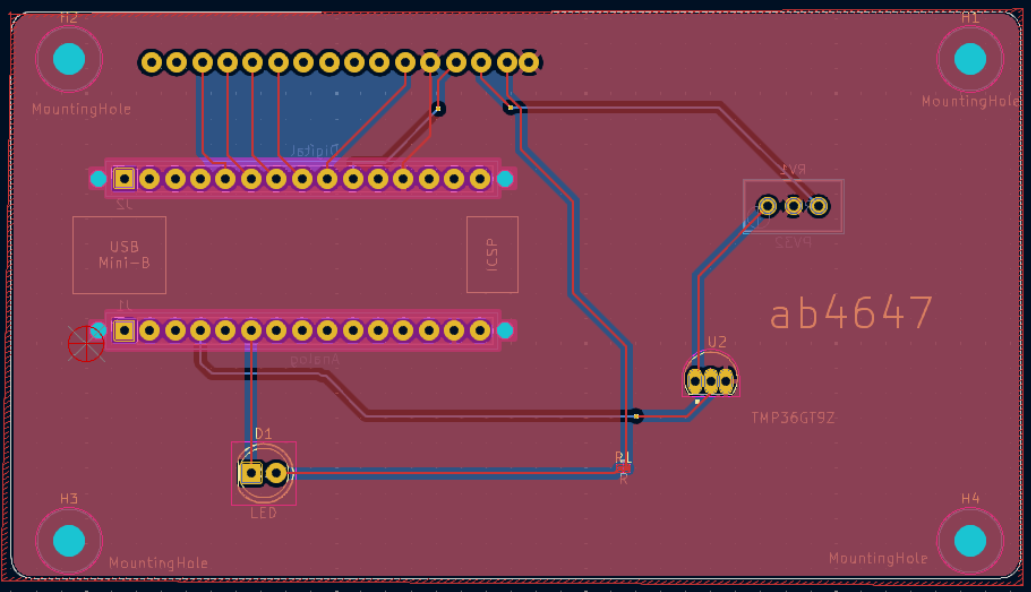 H2
H1
MountingHole
MountingHole
Digital
J2
RV1
PV32
USB
Mini-B
ICSP
J1
ab4647
Analog
U2
TMP36GT9Z
D1
R1
R
LED
H3
H4
MountingHole
MountingHole